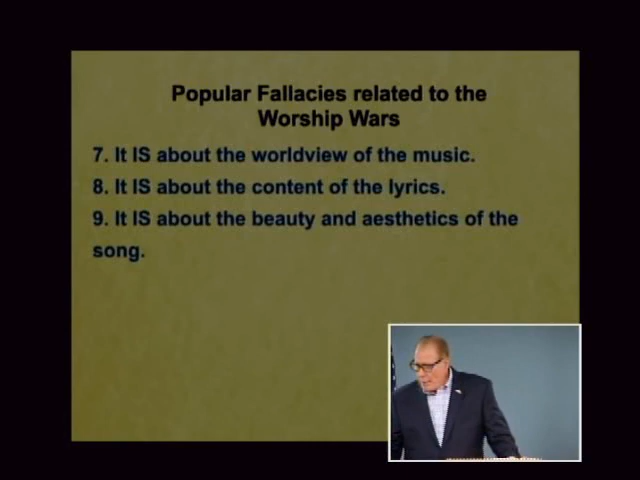 Popular Fallacies related to the
Worship Wars
7. It IS about the worldview of the music.
8. It IS about the content of the lyrics.
9. It IS about the beauty and aesthetics of the
song.